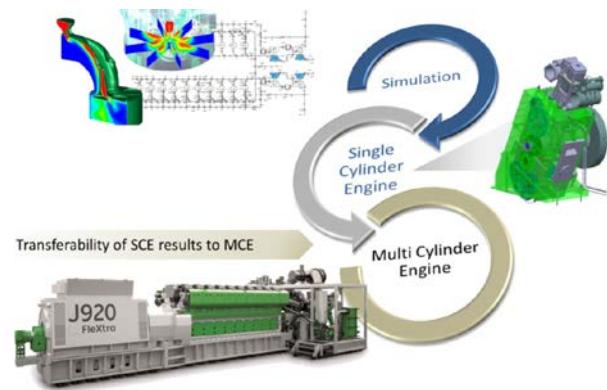 Simulation
Single
Cylinder
Engine
Transferability of SCE results to MCE
Multi Cylinder
Engine
J920
FleXtra